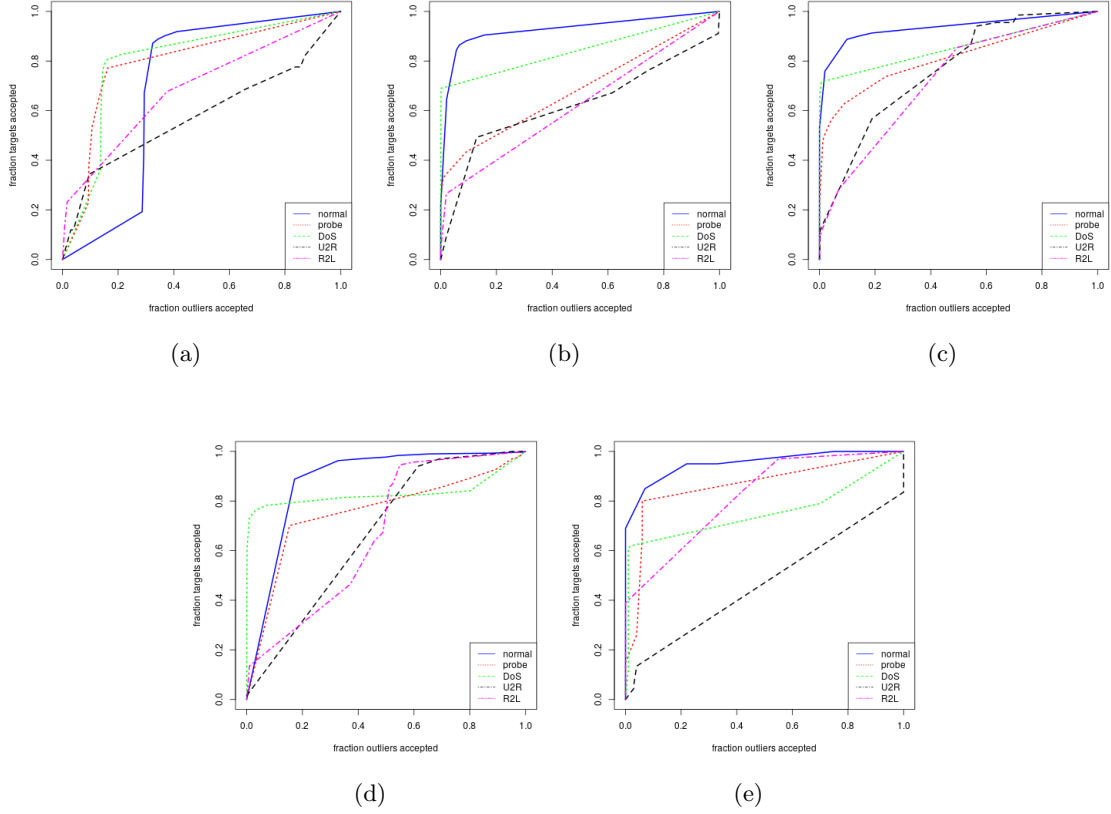 1.0
0.8
0.6
0.4
0.2
0.0
fraction targets accepted
normal
probe
DoS
U2R
R2L
0.0 0.2 0.4 0.6 0.8 1.0
fraction outliers accepted
(a)
1.0
0.8
0.6
0.4
0.2
0.0
fraction targets accepted
normal
probe
DoS
U2R
R2L
0.0 0.2 0.4 0.6 0.8 1.0
fraction outliers accepted
(b)
1.0
0.8
0.6
0.4
0.2
0.0
fraction targets accepted
normal
probe
DoS
U2R
R2L
0.0 0.2 0.4 0.6 0.8 1.0
fraction outliers accepted
(c)
1.0
0.8
0.6
0.4
0.2
0.0
fraction targets accepted
normal
probe
DoS
U2R
R2L
0.0 0.2 0.4 0.6 0.8 1.0
fraction outliers accepted
(d)
1.0
0.8
0.6
0.4
0.2
0.0
fraction targets accepted
normal
probe
DoS
U2R
R2L
0.0 0.2 0.4 0.6 0.8 1.0
fraction outliers accepted
(e)